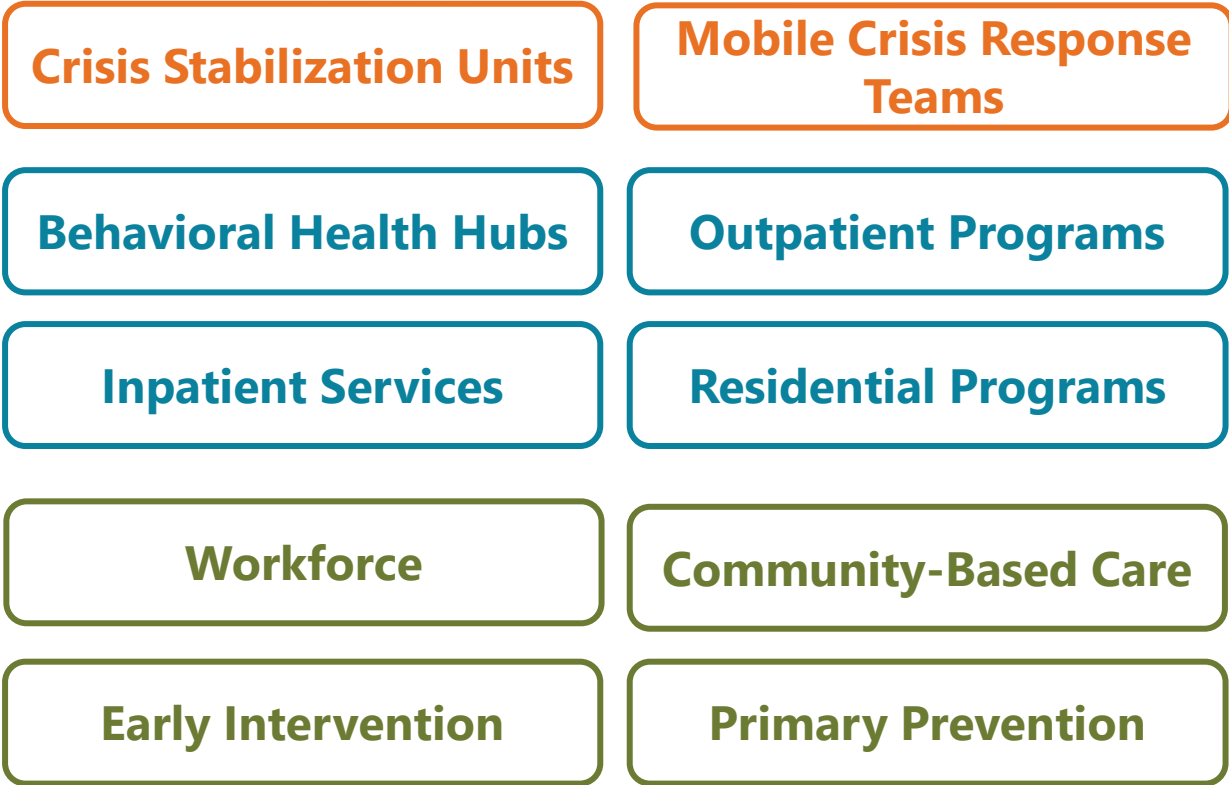 Crisis Stabilization Units
Mobile Crisis Response
Teams
Behavioral Health Hubs
Outpatient Programs
Inpatient Services
Residential Programs
Workforce
Community-Based Care
Early Intervention
Primary Prevention